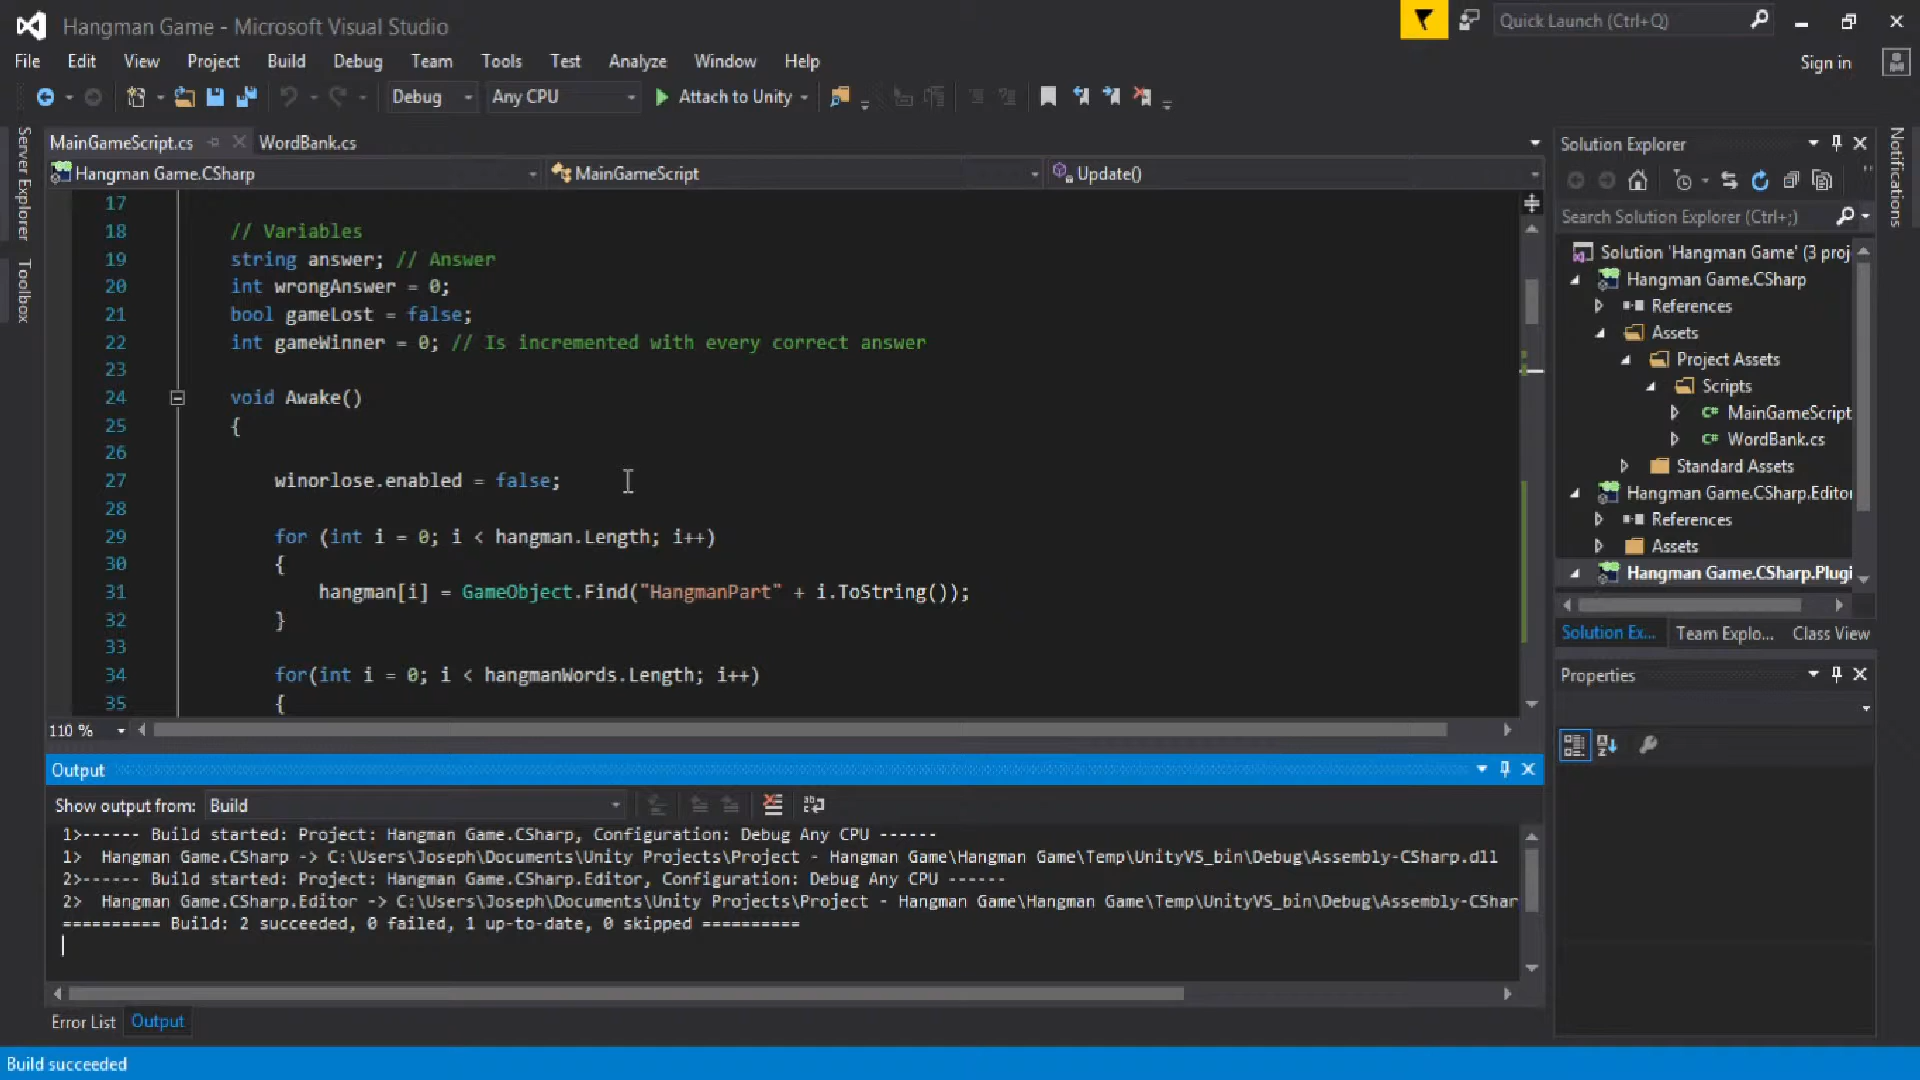 Hangman Game - Microsoft Visual Studio
Quick Launch (Ctrl+Q)
File Edit View Project Build Debug Team Tools Test Analyze Window Help
Sign in
Debug Any CPU Attach to Unity
Server Explorer
Toolbox
MainGameScript.cs WordBank.cs
Hangman Game.CSharp MainGameScript Update()
17
18 // Variables
19 string answer; // Answer
20 int wrongAnswer = 0;
21 bool gameLost = false;
22 int gameWinner = 0; // Is incremented with every correct answer
23
24 void Awake()
25 {
26
27 winorlose.enabled = false;
28
29 for (int i = 0; i < hangman.Length; i++)
30 {
31 hangman[i] = GameObject.Find("HangmanPart" + i.ToString());
32 }
33
34 for(int i = 0; i < hangmanWords.Length; i++)
35 {
110 %
Output
Show output from: Build
1>------ Build started: Project: Hangman Game.CSharp, Configuration: Debug Any CPU ------
1> Hangman Game.CSharp -> C:\Users\Joseph\Documents\Unity Projects\Project - Hangman Game\Hangman Game\Temp\UnityVS_bin\Debug\Assembly-CSharp.dll
2>------ Build started: Project: Hangman Game.CSharp.Editor, Configuration: Debug Any CPU ------
2> Hangman Game.CSharp.Editor -> C:\Users\Joseph\Documents\Unity Projects\Project - Hangman Game\Hangman Game\Temp\UnityVS_bin\Debug\Assembly-CShar
========== Build: 2 succeeded, 0 failed, 1 up-to-date, 0 skipped ==========
Error List Output
Build succeeded
Solution Explorer
Search Solution Explorer (Ctrl+;)
Solution 'Hangman Game' (3 proj
Hangman Game.CSharp
References
Assets
Project Assets
Scripts
C# MainGameScript
C# WordBank.cs
Standard Assets
Hangman Game.CSharp.Editor
References
Assets
Hangman Game.CSharp.Plugi
Solution Ex... Team Explo... Class View
Properties
Notifications